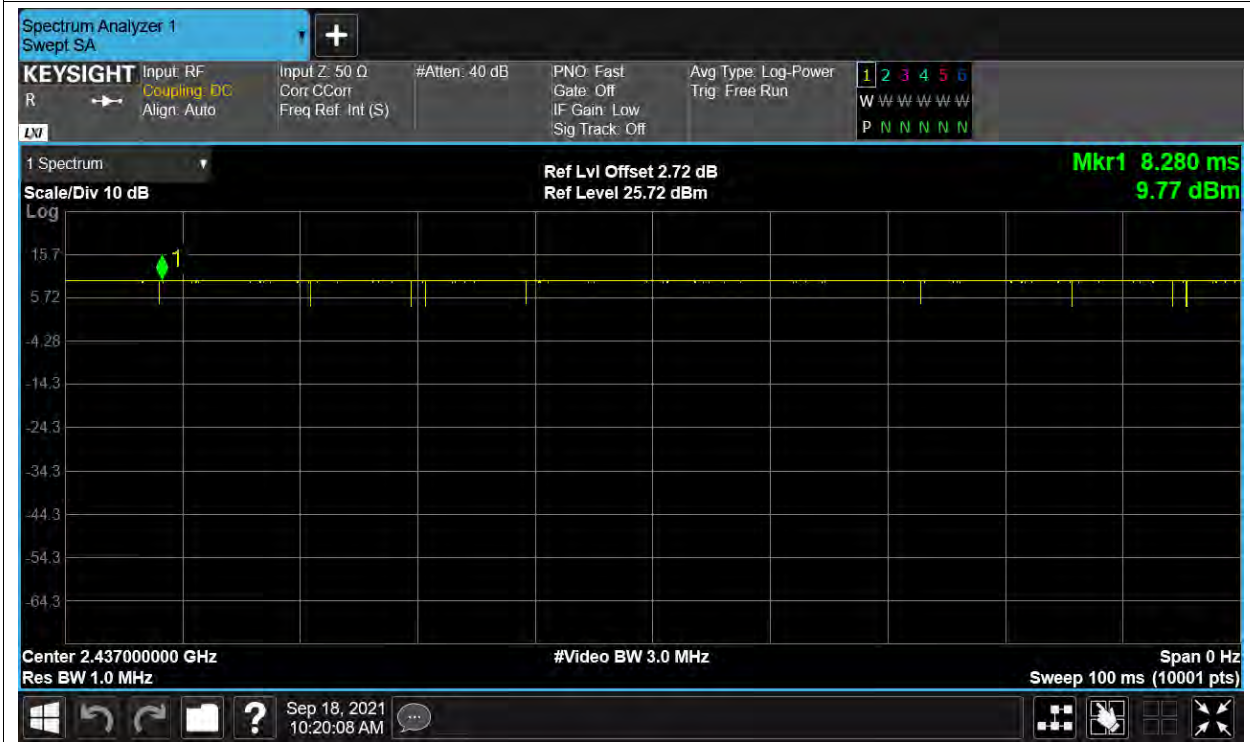 Spectrum Analyzer 1
Swept SA
+
KEYSIGHT
R
LXI
Input: RF
Coupling: DC
Align: Auto
Input Z: 50 Ω
Corr CCorr
Freq Ref: Int (S)
#Atten: 40 dB
PNO: Fast
Gate: Off
IF Gain: Low
Sig Track: Off
Avg Type: Log-Power
Trig: Free Run
1 2 3 4 5 6
W W W W W W
P N N N N N
1 Spectrum
Scale/Div 10 dB
Ref Lvl Offset 2.72 dB
Ref Level 25.72 dBm
Mkr1 8.280 ms
9.77 dBm
Log
15.7
1
5.72
-4.28
-14.3
-24.3
-34.3
-44.3
-54.3
-64.3
Center 2.437000000 GHz
Res BW 1.0 MHz
#Video BW 3.0 MHz
Span 0 Hz
Sweep 100 ms (10001 pts)
?
Sep 18, 2021
10:20:08 AM